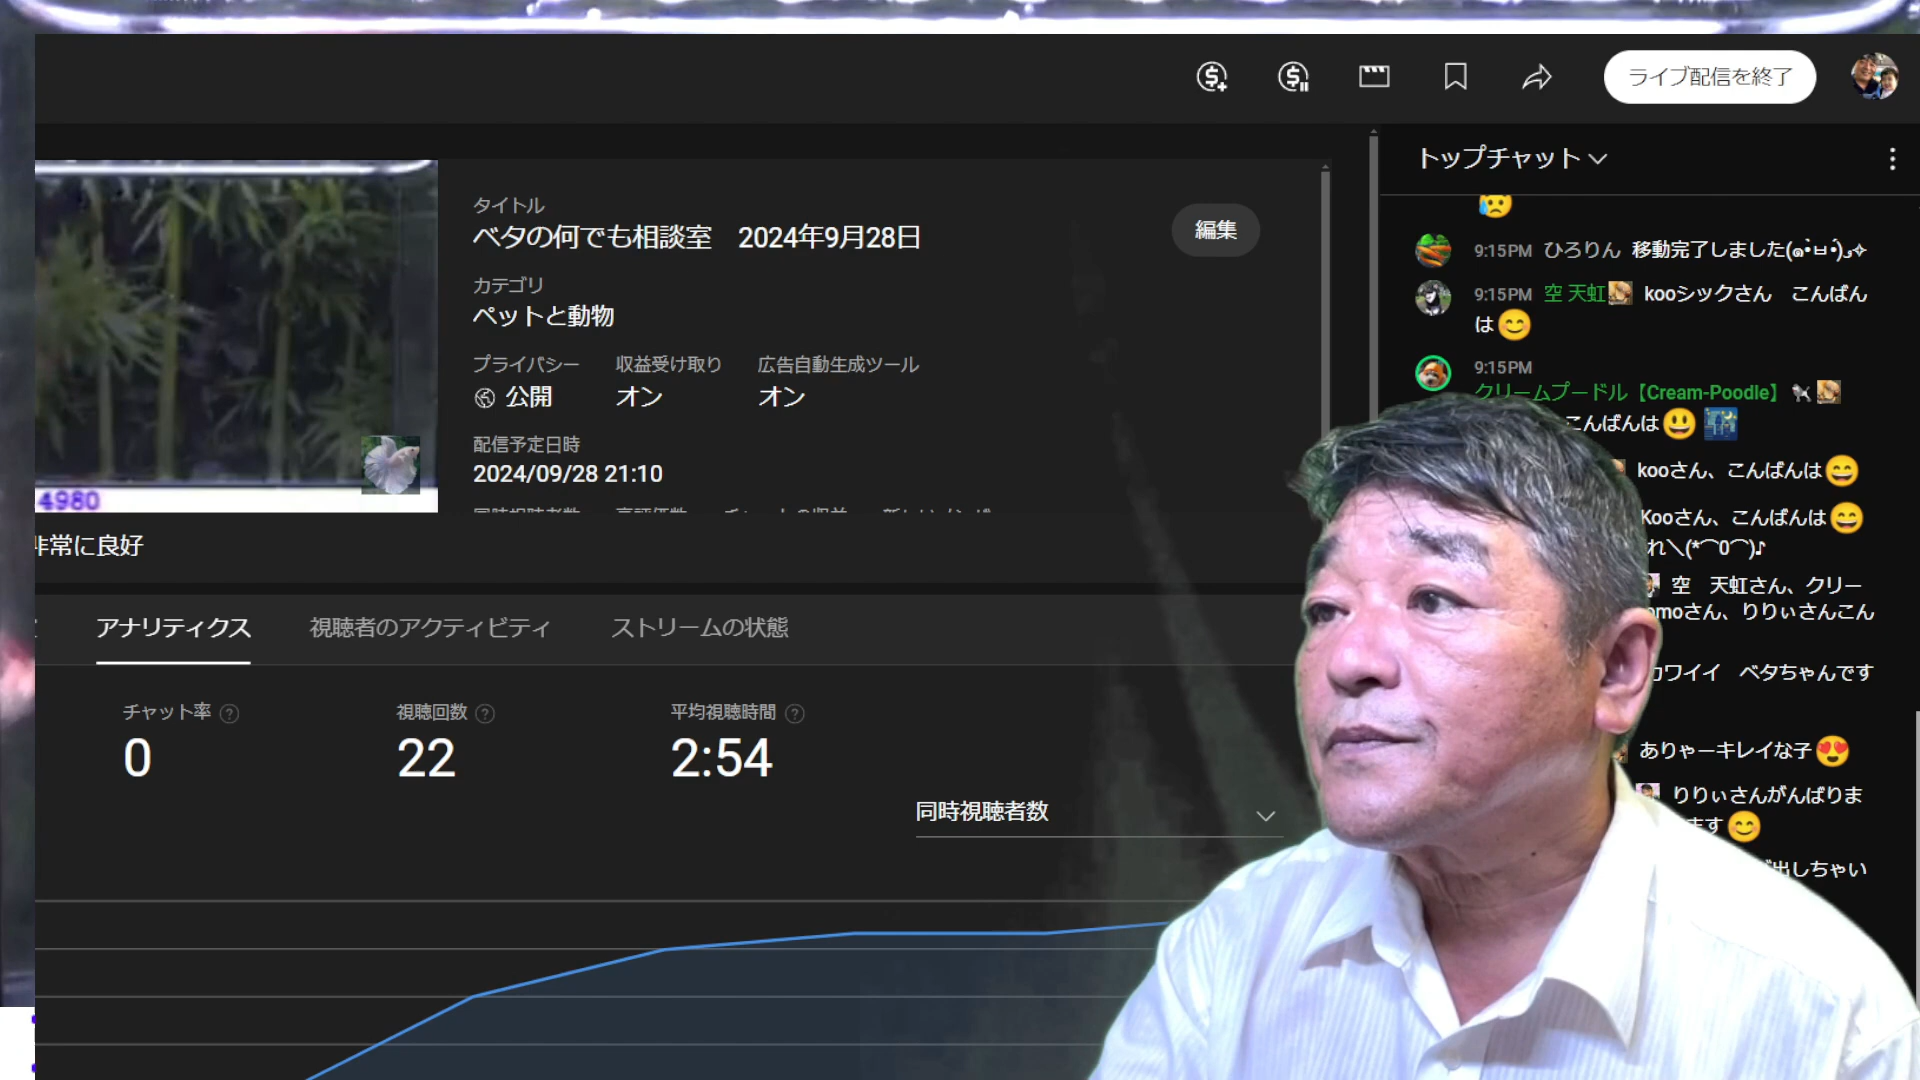 ライブ配信を終了
トップチャット
タイトル
ベタの何でも相談室 2024年9月28日
編集
カテゴリ
ペットと動物
プライバシー 収益受け取り 広告自動生成ツール
公開 オン オン
配信予定日時
2024/09/28 21:10
4980
非常に良好
アナリティクス 視聴者のアクティビティ ストリームの状態
チャット率 視聴回数 平均視聴時間
0 22 2:54
同時視聴者数
9:15PM ひろりん 移動完了しました(๑•̀ㅂ•́)و✧
9:15PM 空 天虹 kooシックさん こんばん
は😊
9:15PM
クリームプードル【Cream-Poodle】
こんばんは😃
kooさん、こんばんは😄
Kooさん、こんばんは😄
れ＼(*⌒0⌒)♪
空 天虹さん、クリー
omoさん、りりぃさんこん
カワイイ ベタちゃんです
ありゃーキレイな子😍
りりぃさんがんばりま
ます😊
出しちゃい